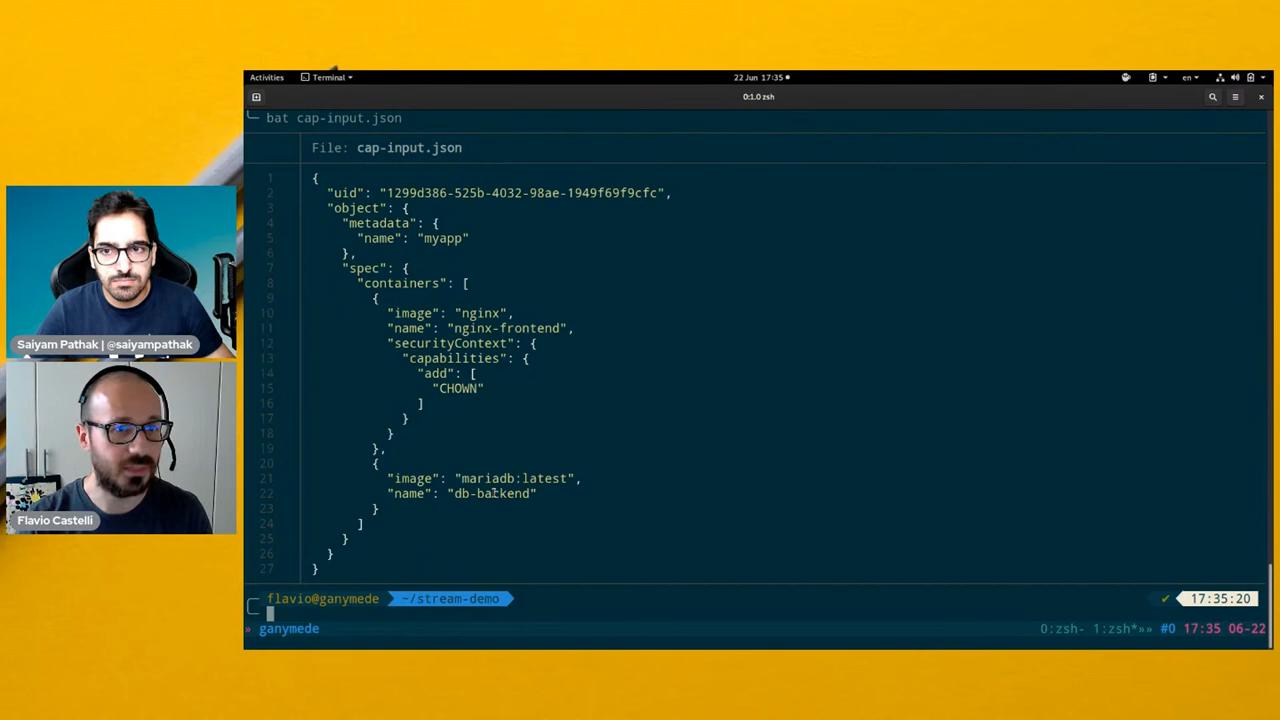 Activities
Terminal
22 Jun 17:35
en
0:1.0 zsh
bat cap-input.json
File: cap-input.json
1 {
2 "uid": "1299d386-525b-4032-98ae-1949f69f9cfc",
3 "object": {
4 "metadata": {
5 "name": "myapp"
6 },
7 "spec": {
8 "containers": [
9 {
10 "image": "nginx",
11 "name": "nginx-frontend",
12 "securityContext": {
13 "capabilities": {
14 "add": [
15 "CHOWN"
16 ]
17 }
18 }
19 },
20 {
21 "image": "mariadb:latest",
22 "name": "db-backend"
23 }
24 ]
25 }
26 }
27 }
flavio@ganymede ~/stream-demo ✔ 17:35:20
» ganymede 0:zsh- 1:zsh*»» #0 17:35 06-22
Saiyam Pathak | @saiyampathak
Flavio Castelli